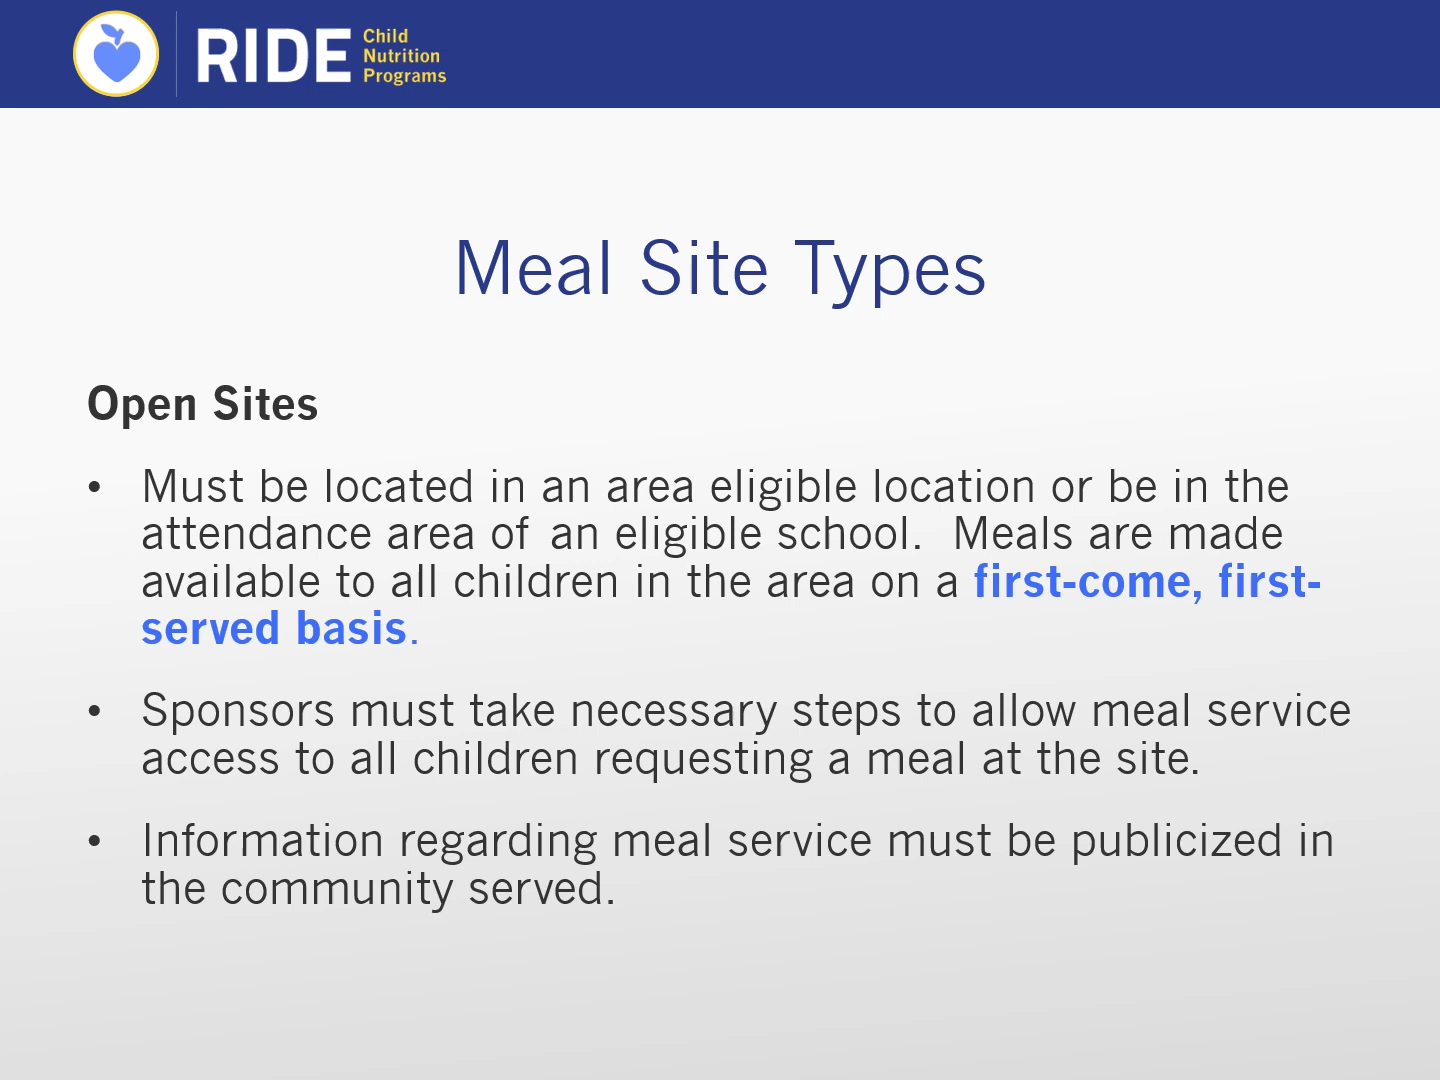 RIDE Child
Nutrition
Programs
Meal Site Types
Open Sites
• Must be located in an area eligible location or be in the
attendance area of an eligible school. Meals are made
available to all children in the area on a first-come, first-
served basis.
• Sponsors must take necessary steps to allow meal service
access to all children requesting a meal at the site.
• Information regarding meal service must be publicized in
the community served.